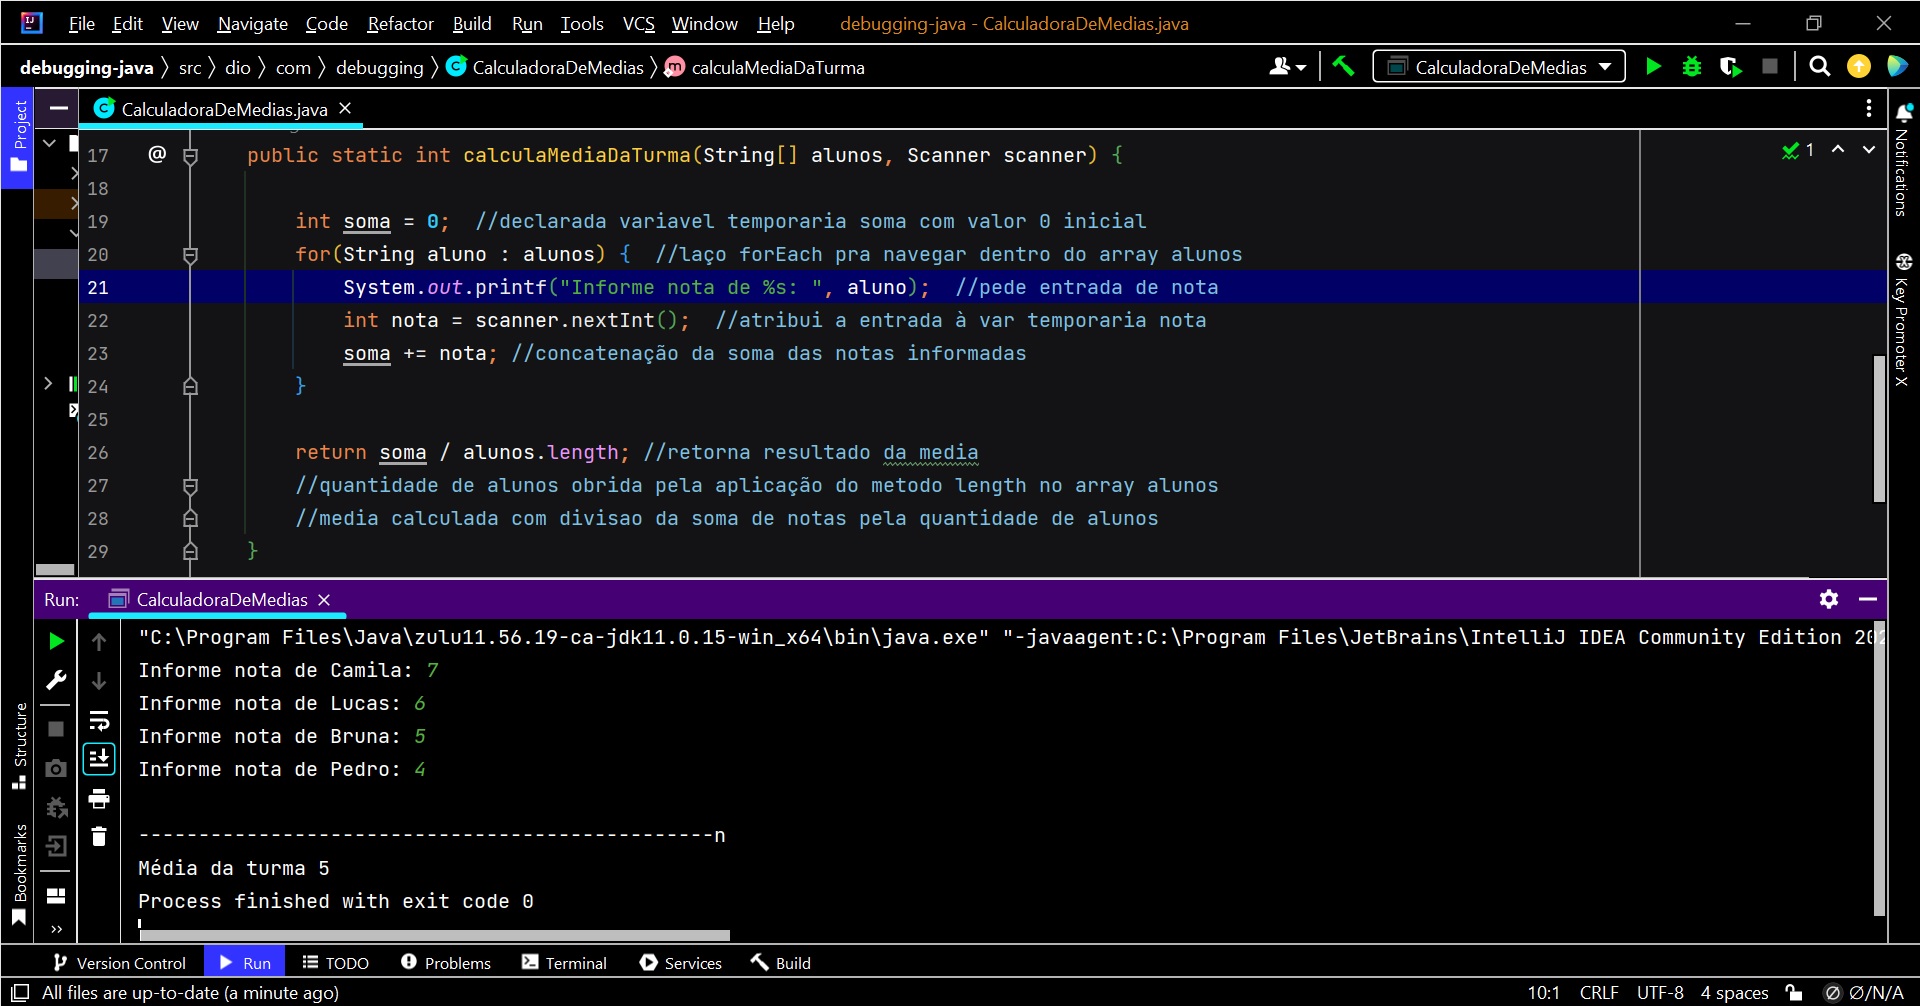 File Edit View Navigate Code Refactor Build Run Tools VCS Window Help debugging-java - CalculadoraDeMedias.java
debugging-java src dio com debugging CalculadoraDeMedias calculaMediaDaTurma CalculadoraDeMedias
Project
CalculadoraDeMedias.java
17 @ public static int calculaMediaDaTurma(String[] alunos, Scanner scanner) {
1
18
19 int soma = 0; //declarada variavel temporaria soma com valor 0 inicial
20 for(String aluno : alunos) { //laço forEach pra navegar dentro do array alunos
21 System.out.printf("Informe nota de %s: ", aluno); //pede entrada de nota
22 int nota = scanner.nextInt(); //atribui a entrada à var temporaria nota
23 soma += nota; //concatenação da soma das notas informadas
24 }
25
26 return soma / alunos.length; //retorna resultado da media
27 //quantidade de alunos obrida pela aplicação do metodo length no array alunos
28 //media calculada com divisao da soma de notas pela quantidade de alunos
29 }
Notifications
Key Promoter X
Run: CalculadoraDeMedias
"C:\Program Files\Java\zulu11.56.19-ca-jdk11.0.15-win_x64\bin\java.exe" "-javaagent:C:\Program Files\JetBrains\IntelliJ IDEA Community Edition
Informe nota de Camila: 7
Informe nota de Lucas: 6
Informe nota de Bruna: 5
Informe nota de Pedro: 4
------------------------------------------------n
Média da turma 5
Process finished with exit code 0
Structure
Bookmarks
Version Control Run TODO Problems Terminal Services Build
All files are up-to-date (a minute ago) 10:1 CRLF UTF-8 4 spaces Ø/N/A